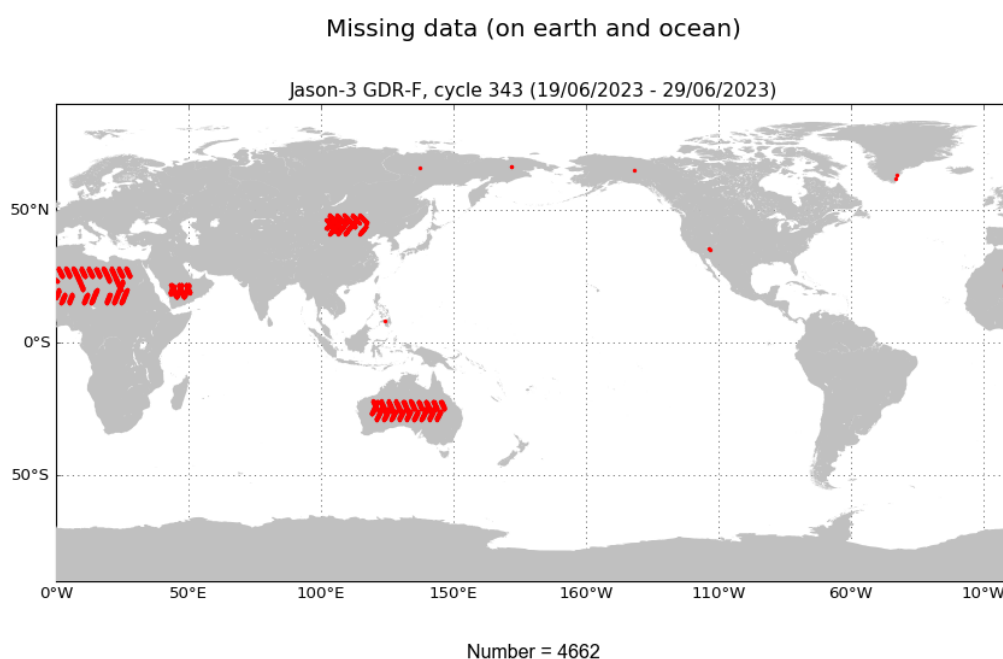 Missing data (on earth and ocean)
Jason-3 GDR-F, cycle 343 (19/06/2023 - 29/06/2023)
50°N
0°S
50°S
0°W 50°E 100°E 150°E 160°W 110°W 60°W 10°W
Number = 4662